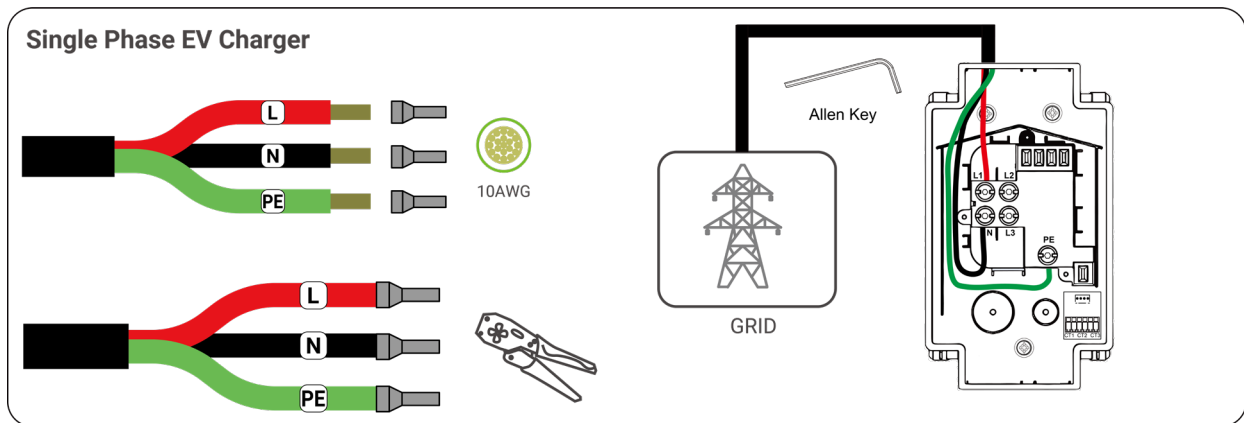 Single Phase EV Charger
L
N
PE
10AWG
L
N
PE
Allen Key
GRID
L1 L2
N L3
PE
CT1 CT2 CT3